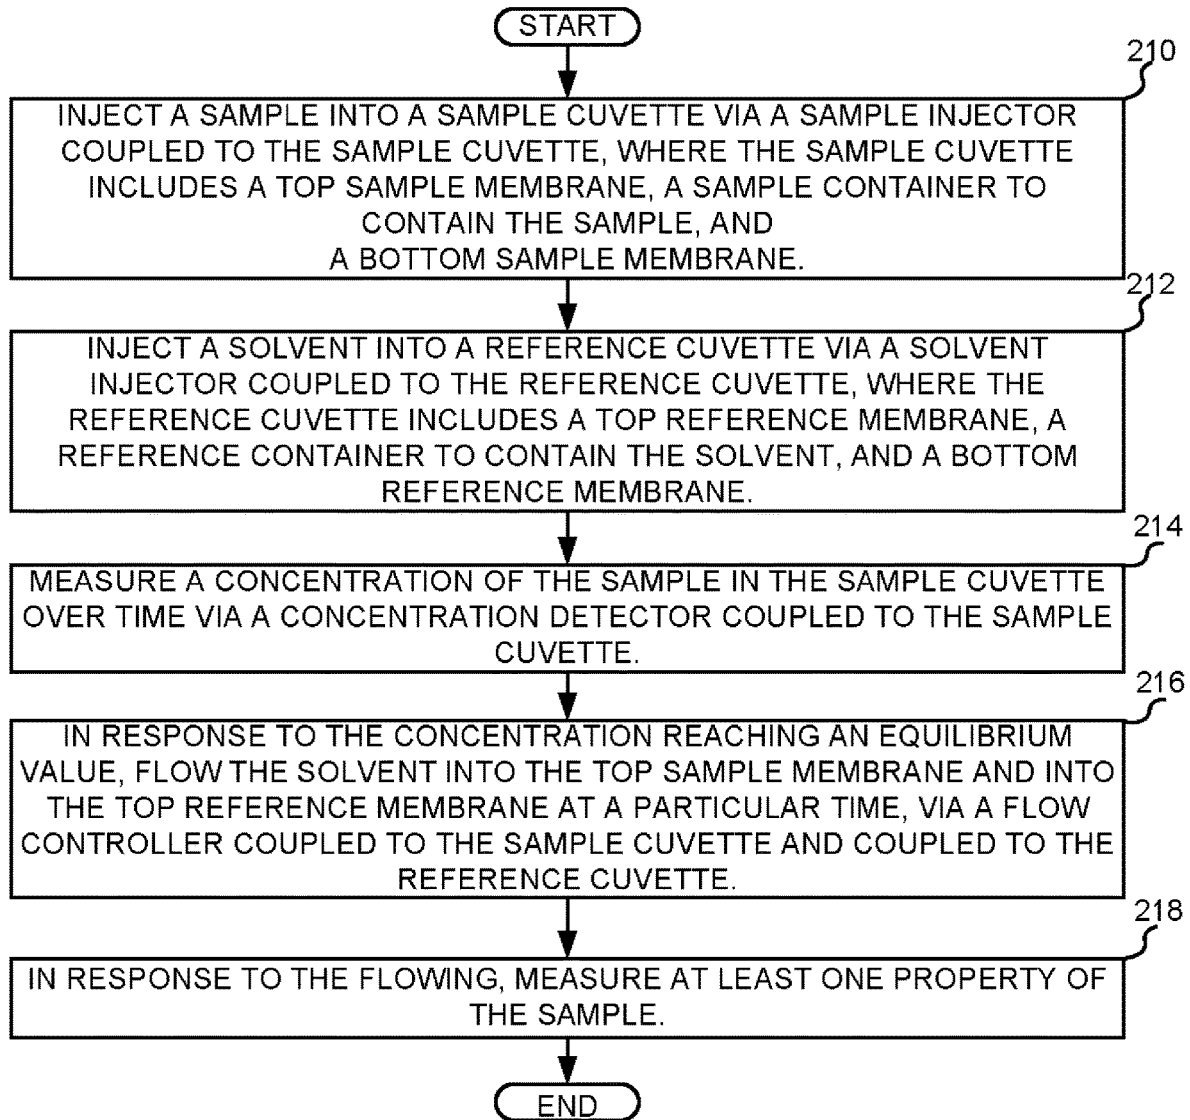 START
210
INJECT A SAMPLE INTO A SAMPLE CUVETTE VIA A SAMPLE INJECTOR
COUPLED TO THE SAMPLE CUVETTE, WHERE THE SAMPLE CUVETTE
INCLUDES A TOP SAMPLE MEMBRANE, A SAMPLE CONTAINER TO
CONTAIN THE SAMPLE, AND
A BOTTOM SAMPLE MEMBRANE.
212
INJECT A SOLVENT INTO A REFERENCE CUVETTE VIA A SOLVENT
INJECTOR COUPLED TO THE REFERENCE CUVETTE, WHERE THE
REFERENCE CUVETTE INCLUDES A TOP REFERENCE MEMBRANE, A
REFERENCE CONTAINER TO CONTAIN THE SOLVENT, AND A BOTTOM
REFERENCE MEMBRANE.
214
MEASURE A CONCENTRATION OF THE SAMPLE IN THE SAMPLE CUVETTE
OVER TIME VIA A CONCENTRATION DETECTOR COUPLED TO THE SAMPLE
CUVETTE.
216
IN RESPONSE TO THE CONCENTRATION REACHING AN EQUILIBRIUM
VALUE, FLOW THE SOLVENT INTO THE TOP SAMPLE MEMBRANE AND INTO
THE TOP REFERENCE MEMBRANE AT A PARTICULAR TIME, VIA A FLOW
CONTROLLER COUPLED TO THE SAMPLE CUVETTE AND COUPLED TO THE
REFERENCE CUVETTE.
218
IN RESPONSE TO THE FLOWING, MEASURE AT LEAST ONE PROPERTY OF
THE SAMPLE.
END